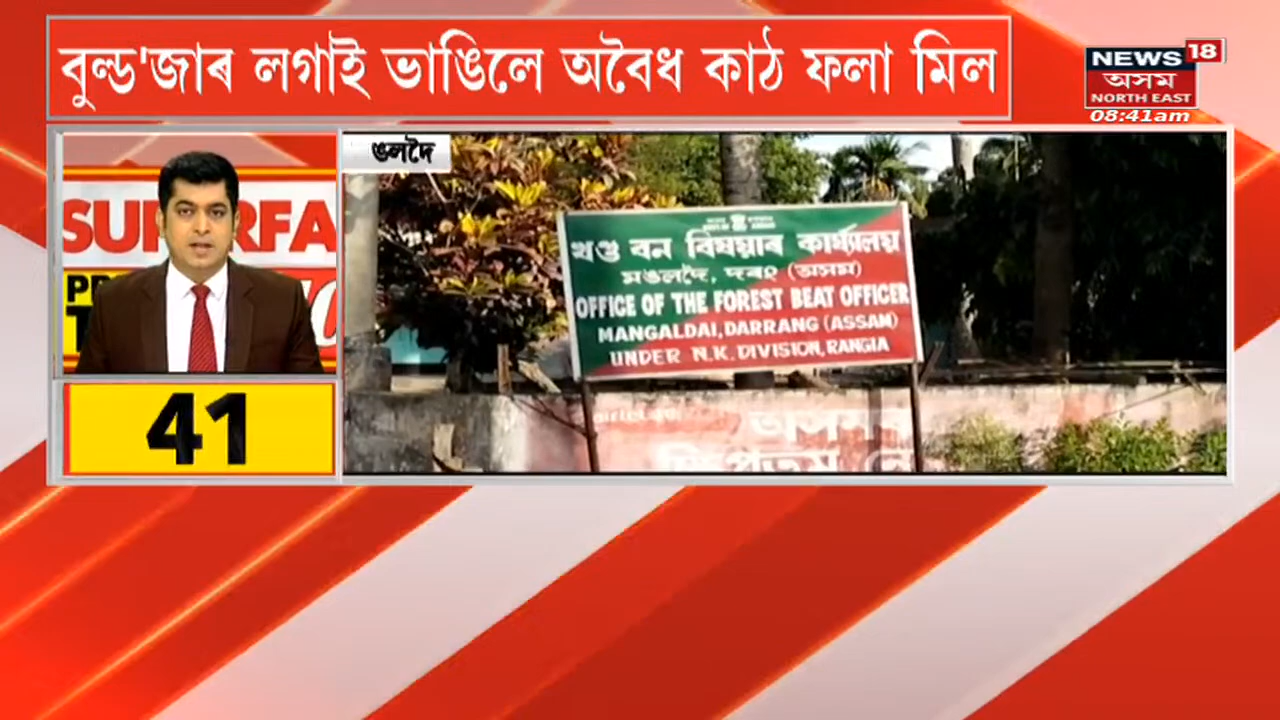 বুল্ড'জাৰ লগাই ভাঙিলে অবৈধ কাঠ ফলা মিল
NEWS 18
অসম
NORTH EAST
08:41am
ঙলদৈ
SUPERFA
41
খণ্ড বন বিষয়াৰ কাৰ্য্যালয়
মঙলদৈ, দৰং (অসম)
OFFICE OF THE FOREST BEAT OFFICER
MANGALDAI, DARRANG (ASSAM)
UNDER N.K. DIVISION, RANGIA